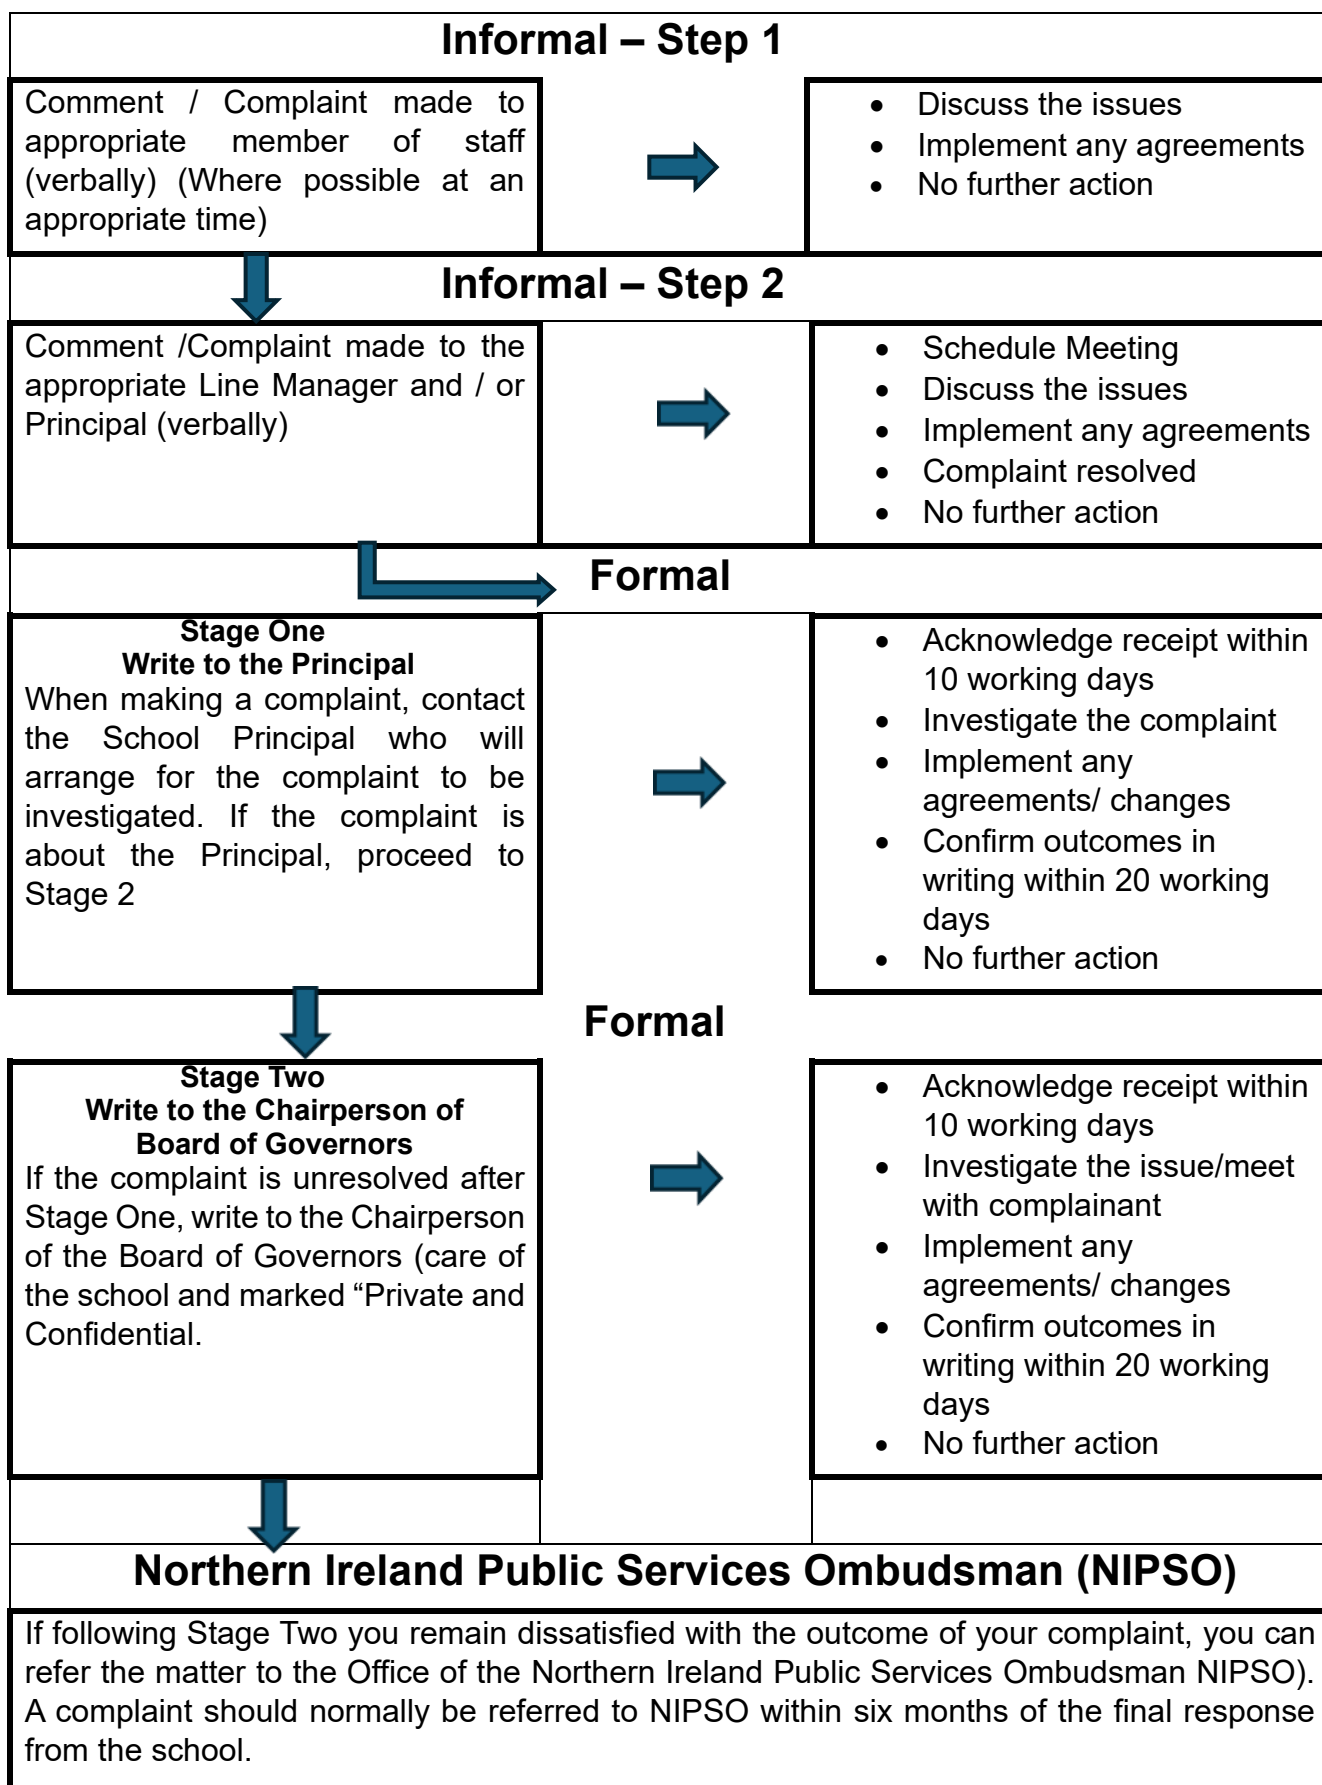 Informal – Step 1
Comment / Complaint made to
appropriate member of staff
(verbally) (Where possible at an
appropriate time)
• Discuss the issues
• Implement any agreements
• No further action
Informal – Step 2
Comment /Complaint made to the
appropriate Line Manager and / or
Principal (verbally)
• Schedule Meeting
• Discuss the issues
• Implement any agreements
• Complaint resolved
• No further action
Formal
Stage One
Write to the Principal
When making a complaint, contact
the School Principal who will
arrange for the complaint to be
investigated. If the complaint is
about the Principal, proceed to
Stage 2
• Acknowledge receipt within
10 working days
• Investigate the complaint
• Implement any
agreements/ changes
• Confirm outcomes in
writing within 20 working
days
• No further action
Formal
Stage Two
Write to the Chairperson of
Board of Governors
If the complaint is unresolved after
Stage One, write to the Chairperson
of the Board of Governors (care of
the school and marked “Private and
Confidential.
• Acknowledge receipt within
10 working days
• Investigate the issue/meet
with complainant
• Implement any
agreements/ changes
• Confirm outcomes in
writing within 20 working
days
• No further action
Northern Ireland Public Services Ombudsman (NIPSO)
If following Stage Two you remain dissatisfied with the outcome of your complaint, you can
refer the matter to the Office of the Northern Ireland Public Services Ombudsman NIPSO).
A complaint should normally be referred to NIPSO within six months of the final response
from the school.